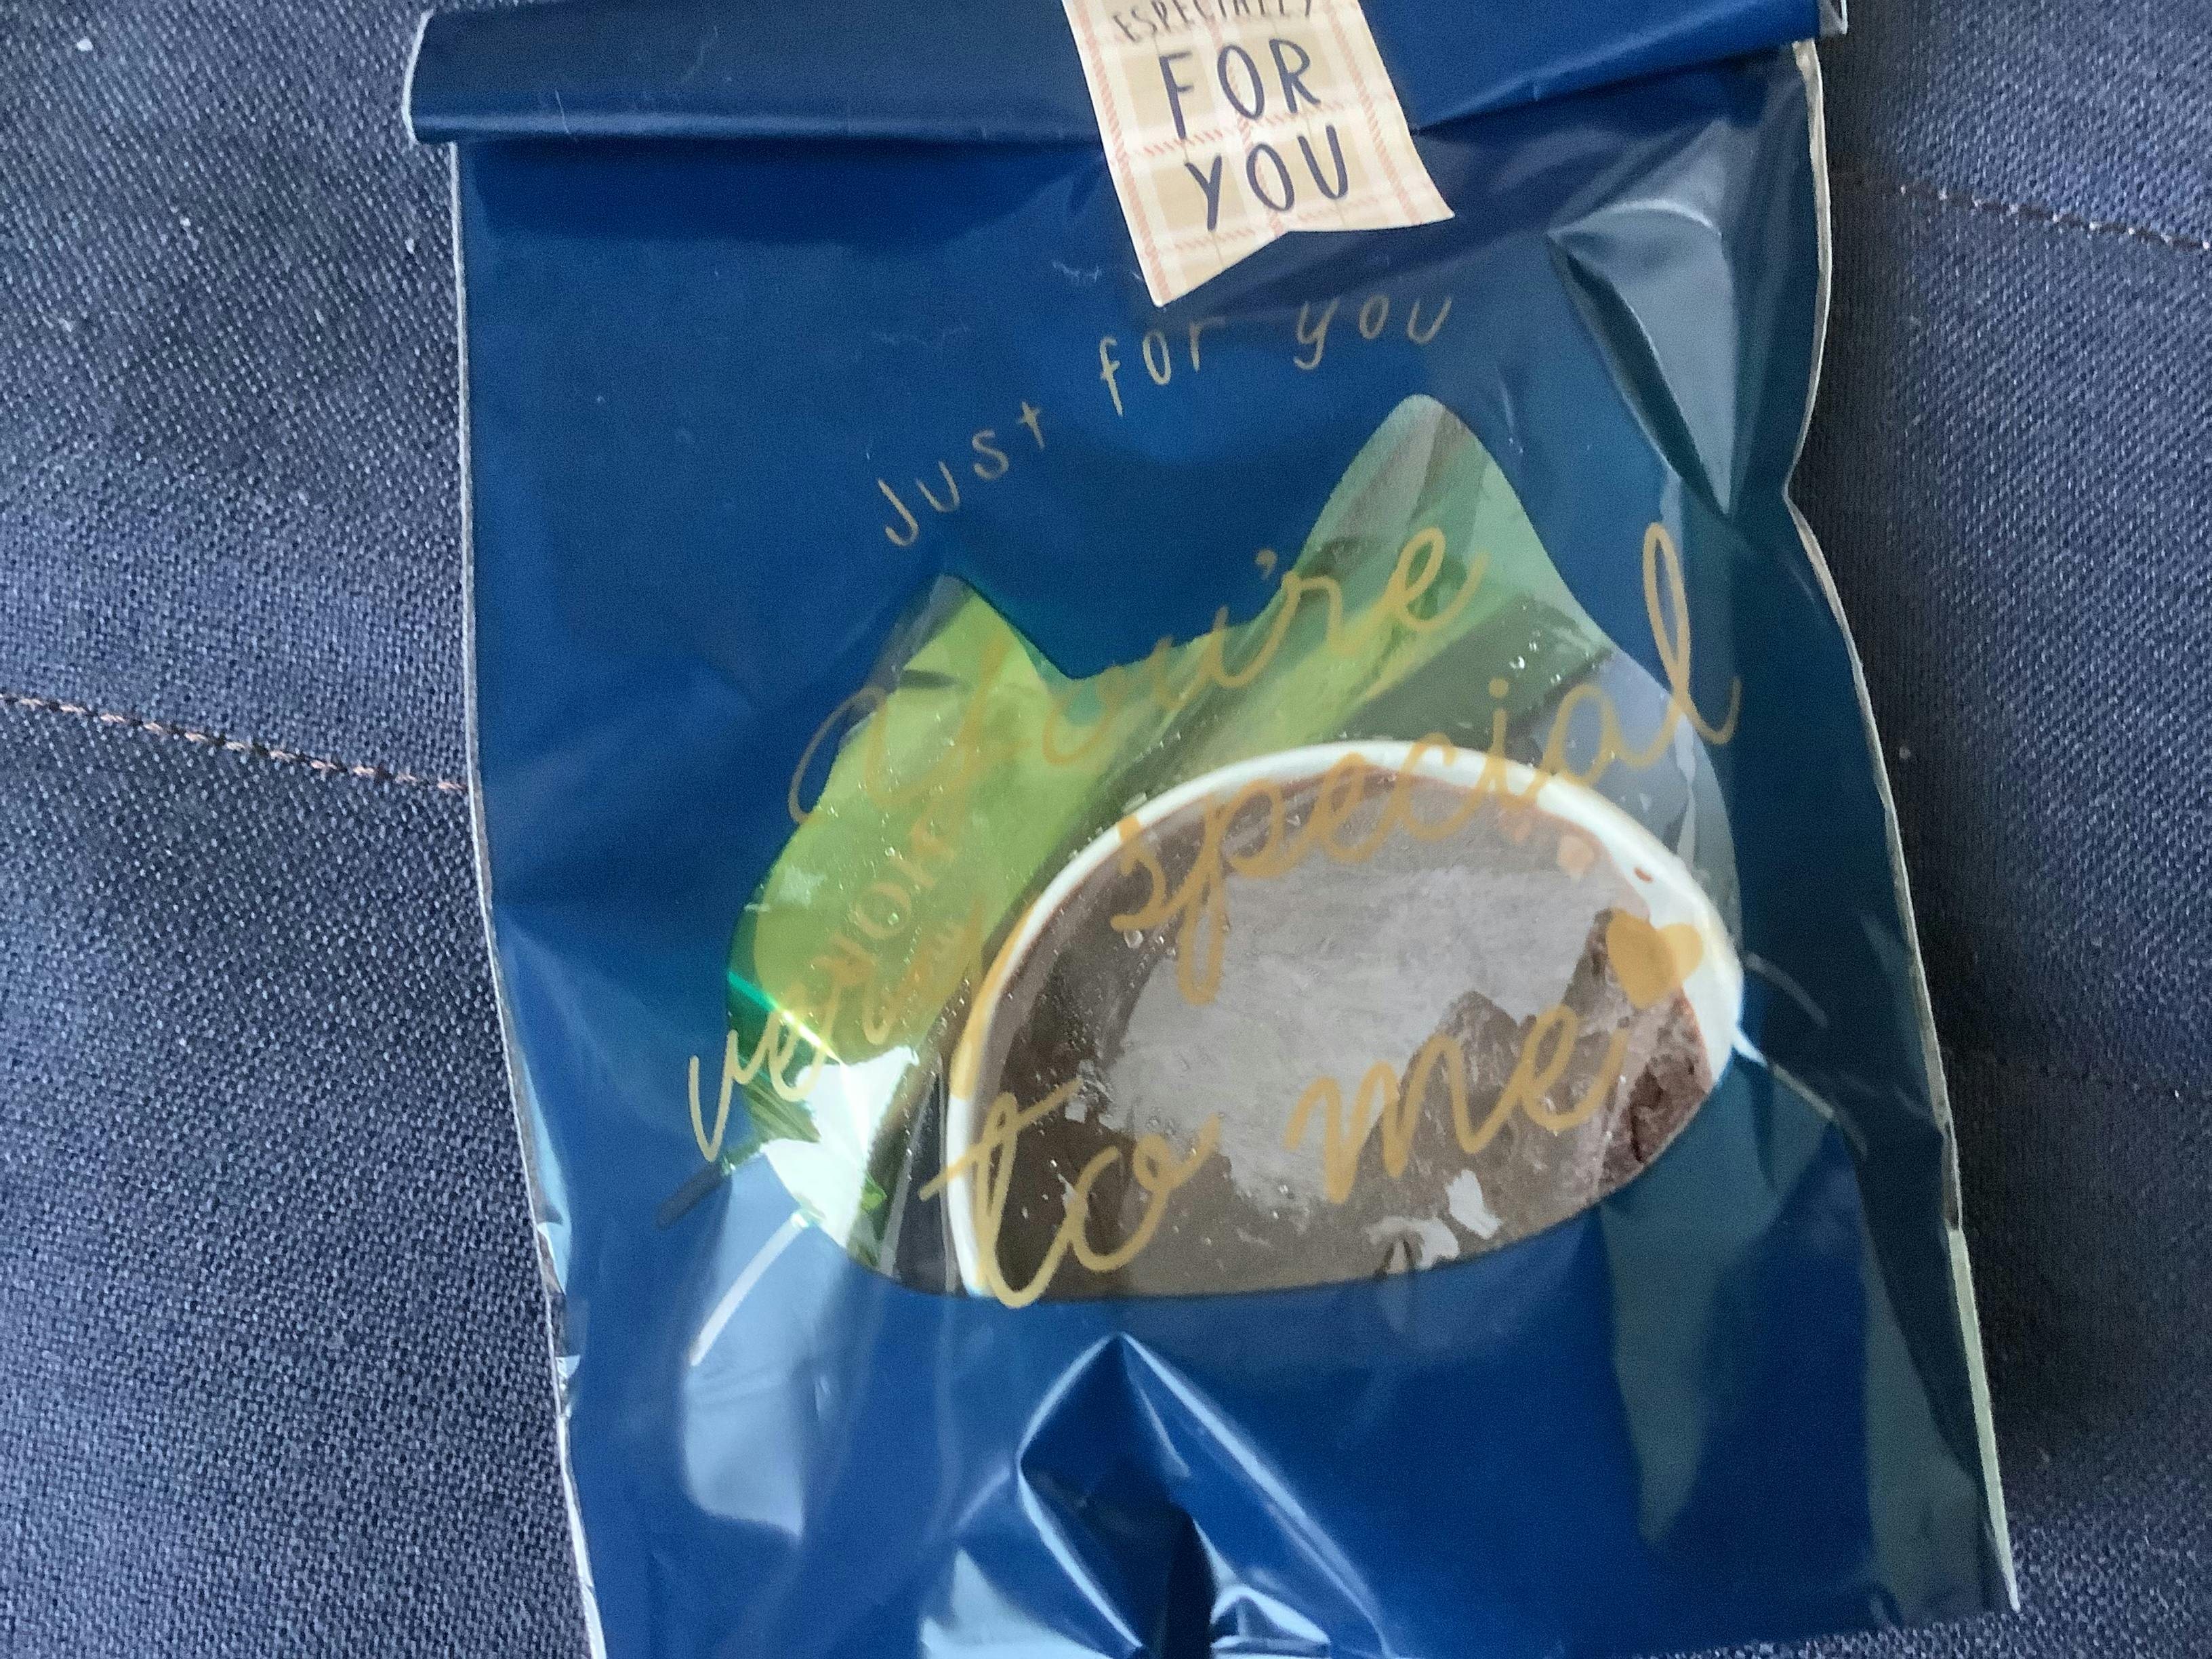 ESPECIALLY
FOR
YOU
Just for you
You're
very special
to me